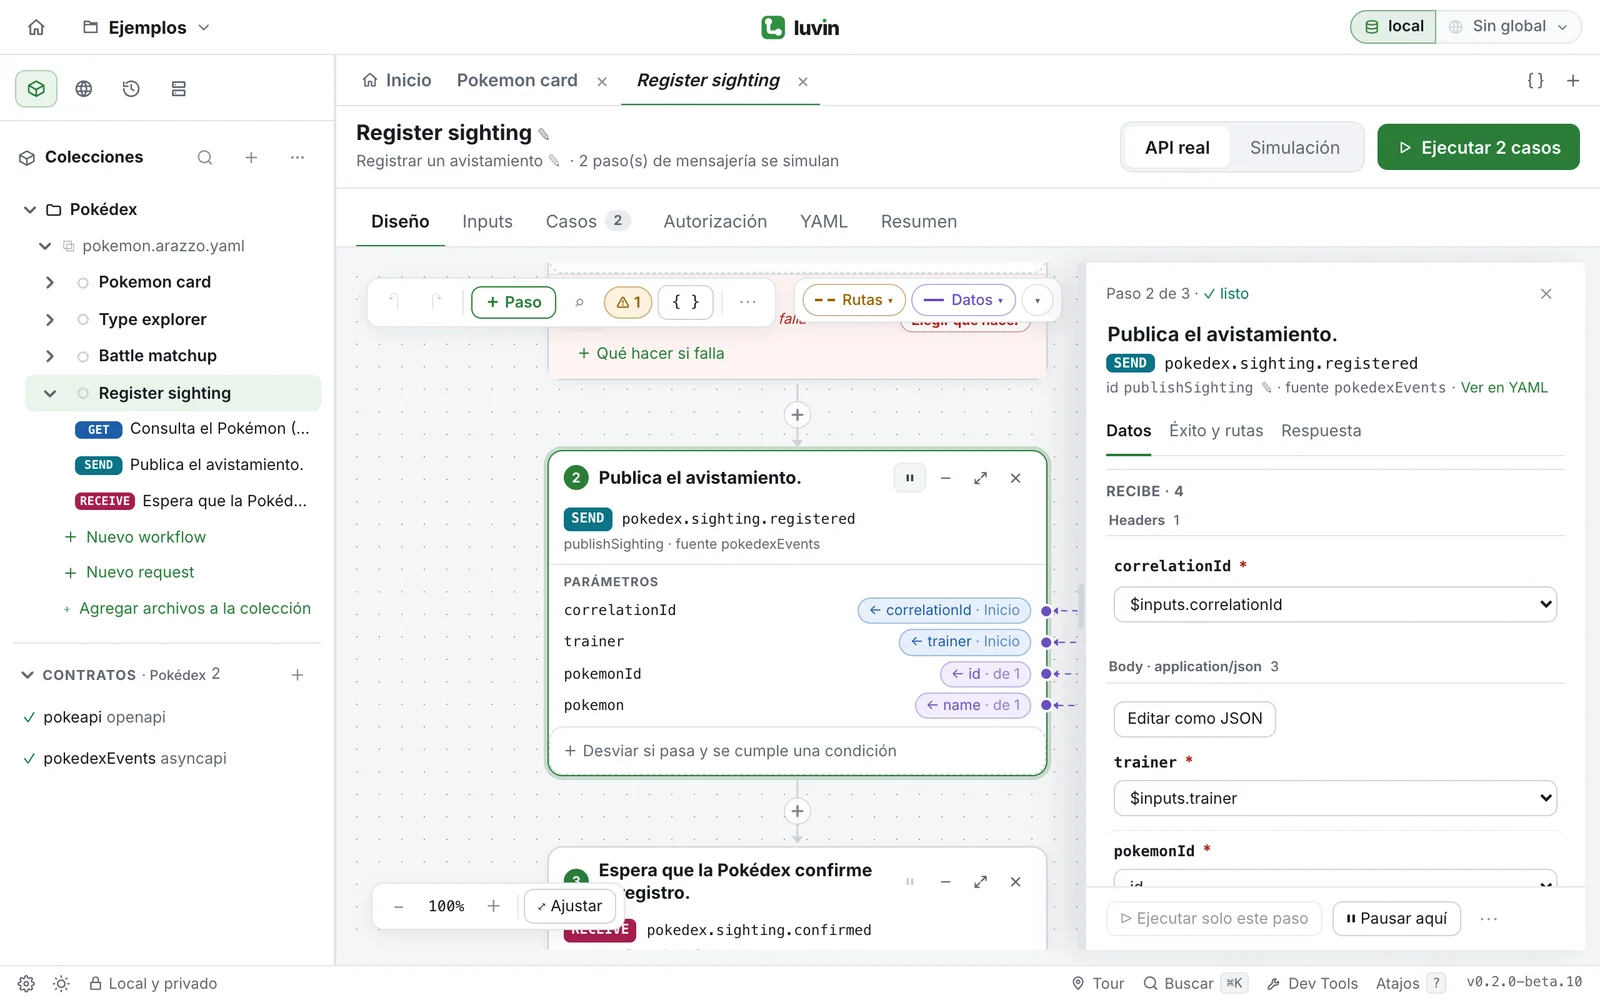 Ejemplos
luvin
local
Sin global
Inicio
Pokemon card
Register sighting
{ }
Colecciones
Pokédex
pokemon.arazzo.yaml
Pokemon card
Type explorer
Battle matchup
Register sighting
GET Consulta el Pokémon (...
SEND Publica el avistamiento.
RECEIVE Espera que la Pokéd...
+ Nuevo workflow
+ Nuevo request
+ Agregar archivos a la colección
CONTRATOS · Pokédex 2
pokeapi openapi
pokedexEvents asyncapi
Register sighting
Registrar un avistamiento · 2 paso(s) de mensajería se simulan
API real
Simulación
Ejecutar 2 casos
Diseño
Inputs
Casos 2
Autorización
YAML
Resumen
+ Paso
1
{ }
...
Rutas
Datos
falla
Elegir qué hacer
+ Qué hacer si falla
2 Publica el avistamiento.
SEND pokedex.sighting.registered
publishSighting · fuente pokedexEvents
PARÁMETROS
correlationId ← correlationId · Inicio
trainer ← trainer · Inicio
pokemonId ← id · de 1
pokemon ← name · de 1
+ Desviar si pasa y se cumple una condición
3 Espera que la Pokédex confirme
registro.
RECEIVE pokedex.sighting.confirmed
− 100% +
Ajustar
Paso 2 de 3 · ✓ listo
Publica el avistamiento.
SEND pokedex.sighting.registered
id publishSighting · fuente pokedexEvents · Ver en YAML
Datos
Éxito y rutas
Respuesta
RECIBE · 4
Headers 1
correlationId *
$inputs.correlationId
Body · application/json 3
Editar como JSON
trainer *
$inputs.trainer
pokemonId *
id
Ejecutar solo este paso
Pausar aquí
...
Local y privado
Tour
Buscar ⌘K
Dev Tools
Atajos ?
v0.2.0-beta.10